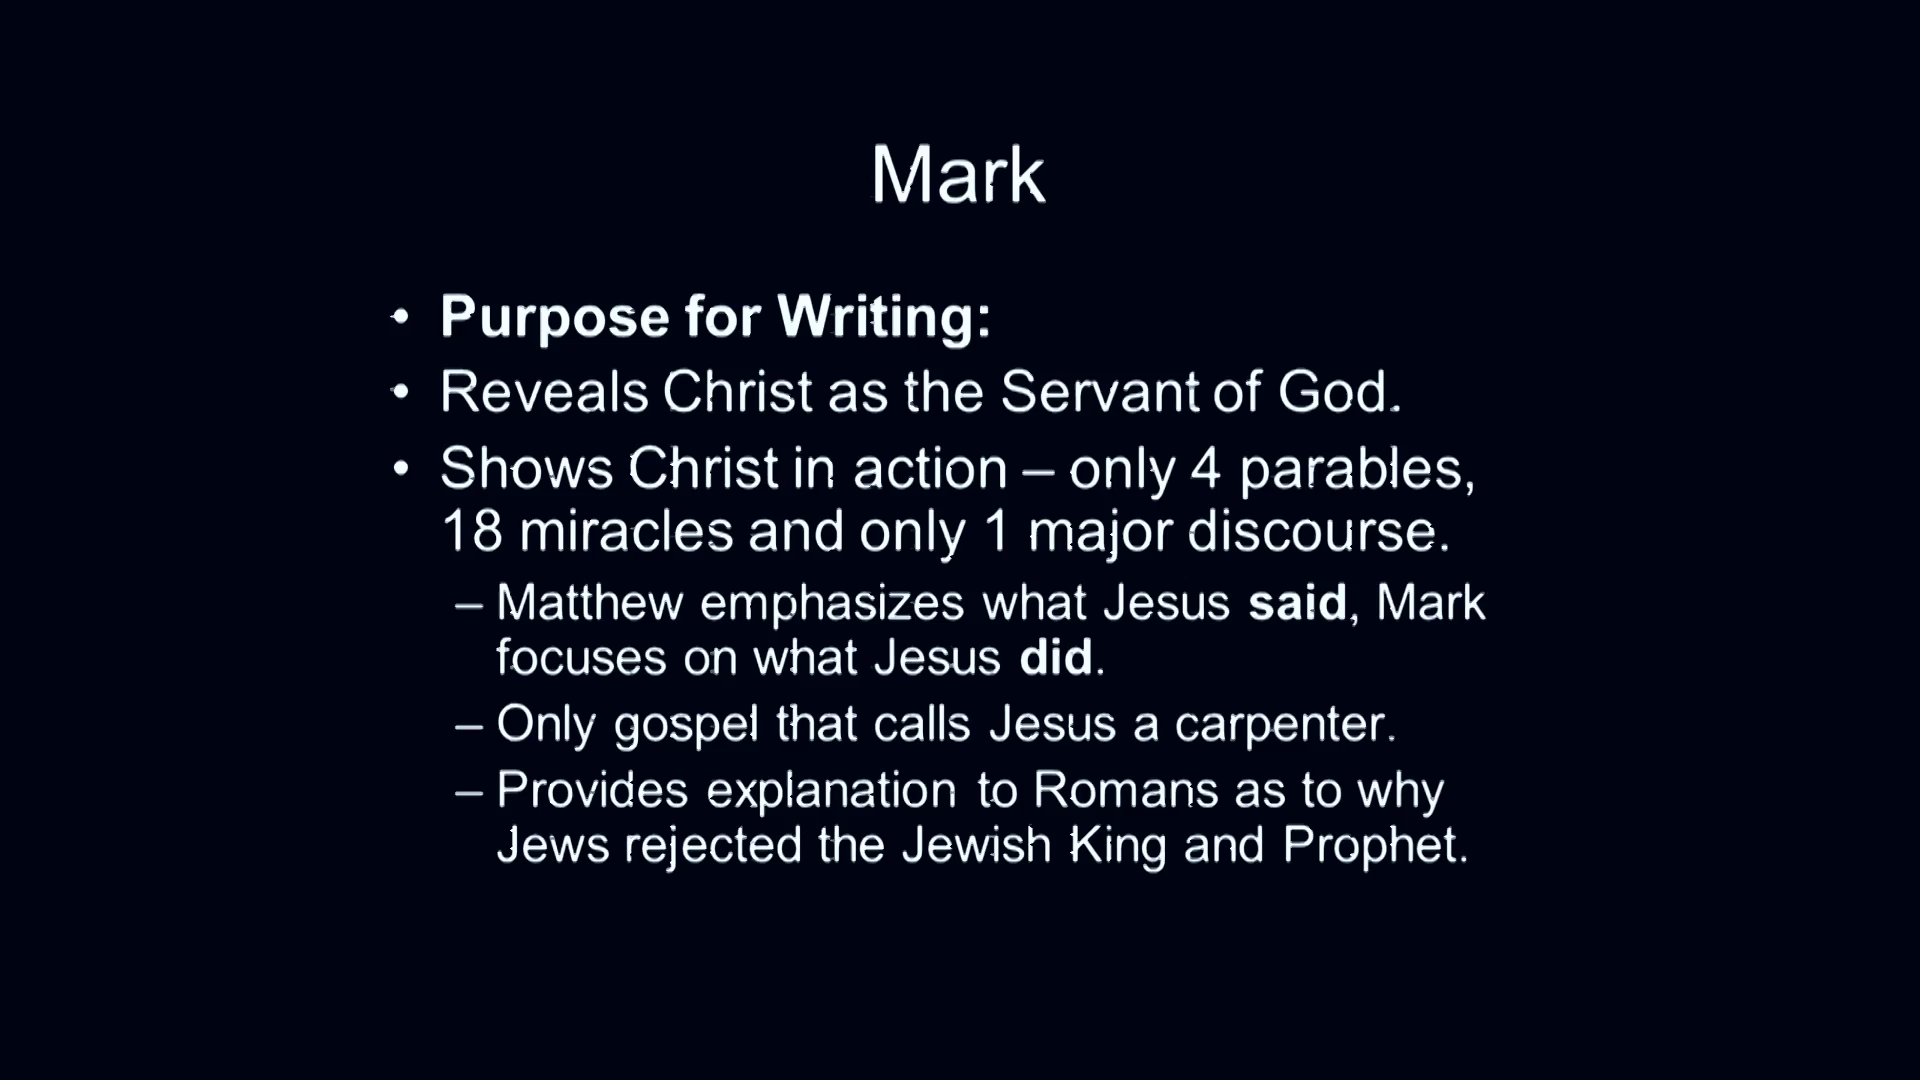 Mark
• Purpose for Writing:
• Reveals Christ as the Servant of God.
• Shows Christ in action – only 4 parables,
18 miracles and only 1 major discourse.
– Matthew emphasizes what Jesus said, Mark
focuses on what Jesus did.
– Only gospel that calls Jesus a carpenter.
– Provides explanation to Romans as to why
Jews rejected the Jewish King and Prophet.